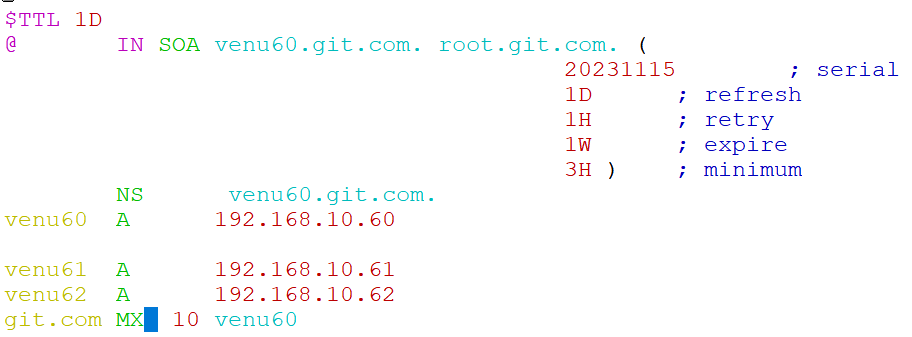 $TTL 1D
@ IN SOA venu60.git.com. root.git.com. (
20231115 ; serial
1D ; refresh
1H ; retry
1W ; expire
3H ) ; minimum
NS venu60.git.com.
venu60 A 192.168.10.60
venu61 A 192.168.10.61
venu62 A 192.168.10.62
git.com MX 10 venu60